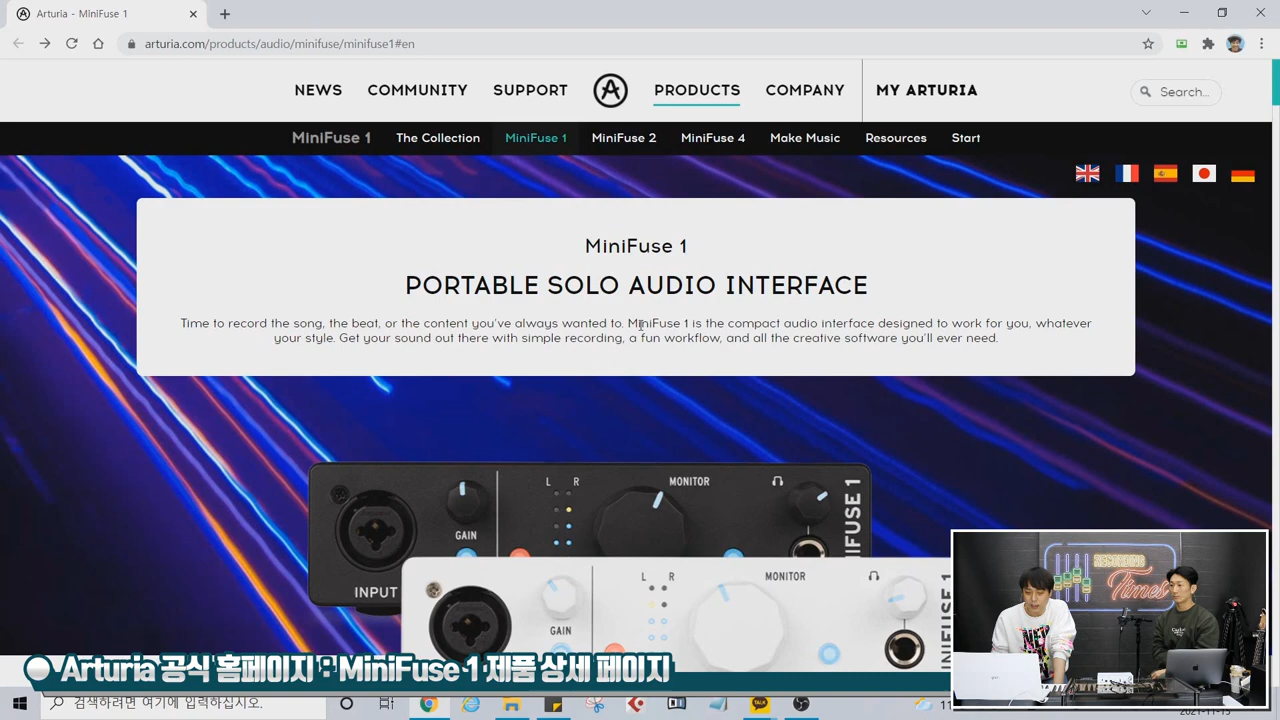 Arturia - MiniFuse 1
arturia.com/products/audio/minifuse/minifuse1#en
NEWS COMMUNITY SUPPORT PRODUCTS COMPANY MY ARTURIA Search...
MiniFuse 1 The Collection MiniFuse 1 MiniFuse 2 MiniFuse 4 Make Music Resources Start
MiniFuse 1
PORTABLE SOLO AUDIO INTERFACE
Time to record the song, the beat, or the content you've always wanted to. MiniFuse 1 is the compact audio interface designed to work for you, whatever
your style. Get your sound out there with simple recording, a fun workflow, and all the creative software you'll ever need.
L R MONITOR
GAIN
INPUT
L R MONITOR
GAIN
RECORDING
Times
Arturia 공식 홈페이지 : MiniFuse 1 제품 상세 페이지
검색하려면 여기에 입력하십시오.
TALK
2021-11-15